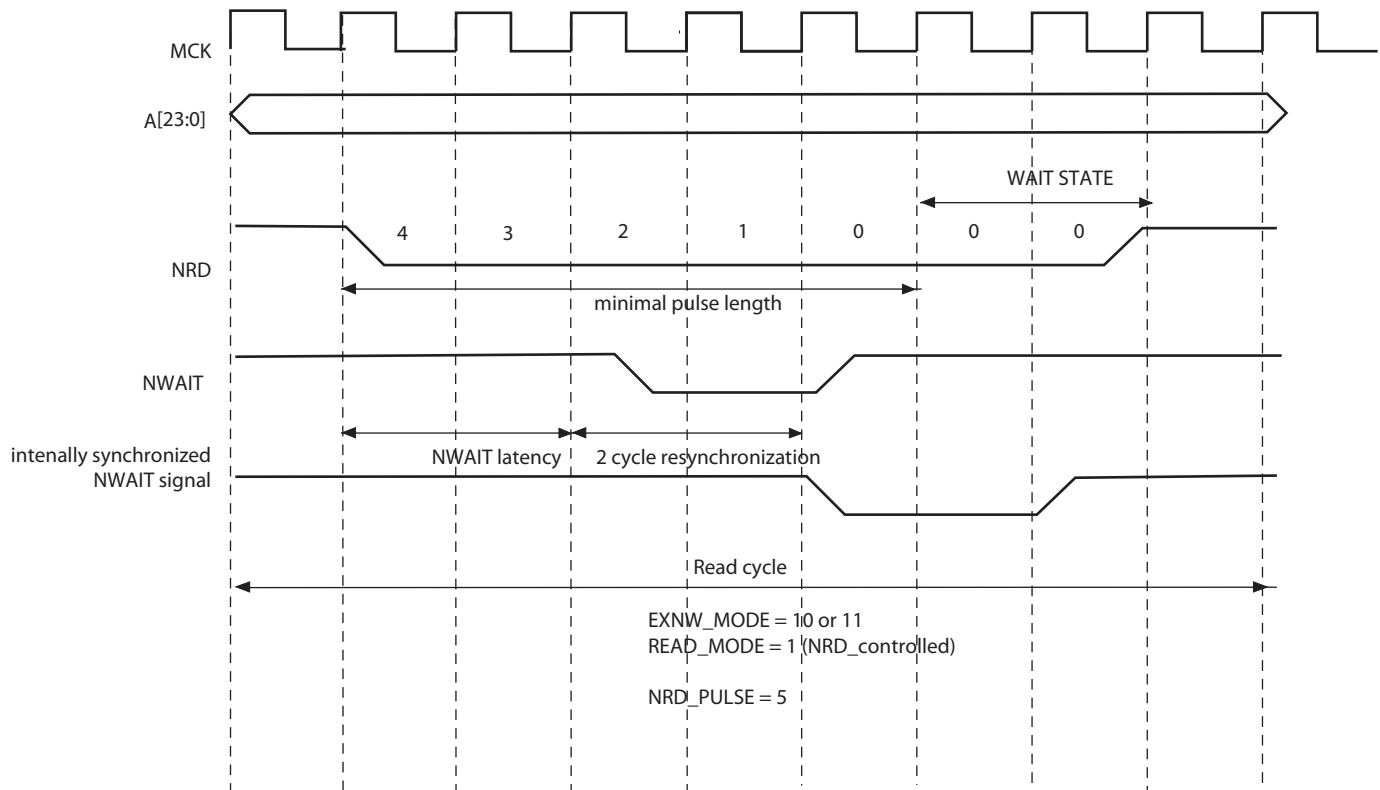 MCK
A[23:0]
WAIT STATE
4 3 2 1 0 0 0
NRD
minimal pulse length
NWAIT
intenally synchronized
NWAIT signal
NWAIT latency
2 cycle resynchronization
Read cycle
EXNW_MODE = 10 or 11
READ_MODE = 1 (NRD_controlled)
NRD_PULSE = 5